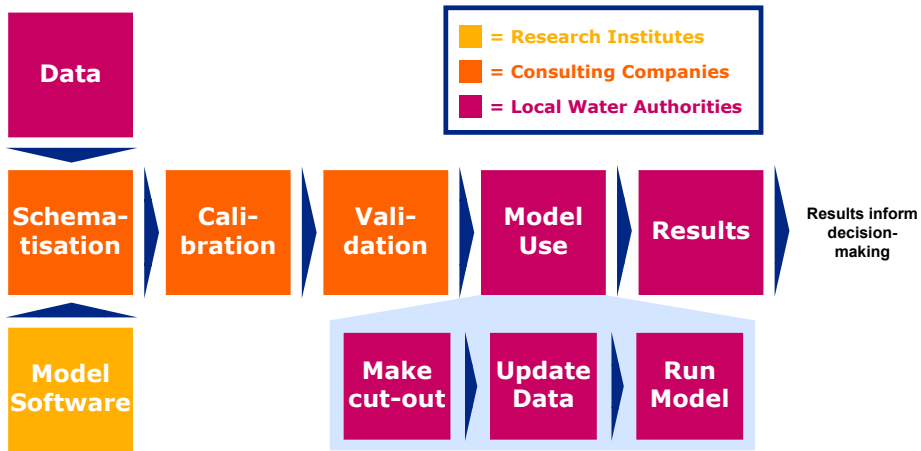 Data
= Research Institutes
= Consulting Companies
= Local Water Authorities
Schema-
tisation
Cali-
bration
Vali-
dation
Model
Use
Results
Results inform
decision-
making
Model
Software
Make
cut-out
Update
Data
Run
Model